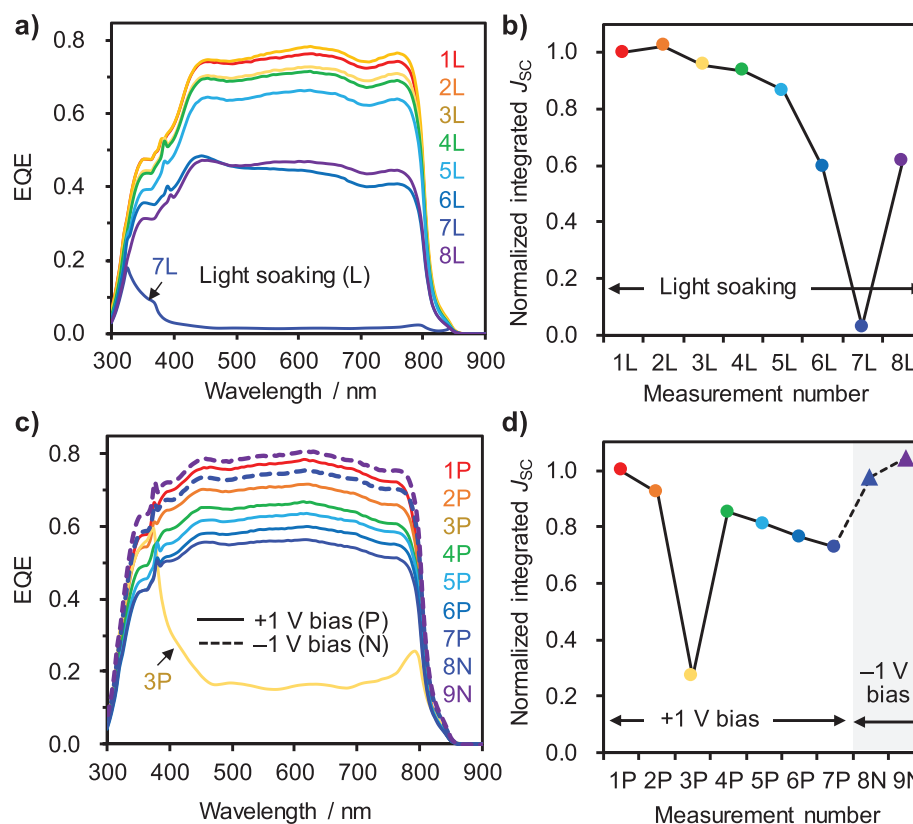 a)
0.8
0.6
0.4
0.2
0.0
EQE
300 400 500 600 700 800 900
Wavelength / nm
1L
2L
3L
4L
5L
6L
7L
8L
7L
Light soaking (L)
b)
1.0
0.8
0.6
0.4
0.2
0.0
Normalized integrated JSC
Light soaking
1L 2L 3L 4L 5L 6L 7L 8L
Measurement number
c)
0.8
0.6
0.4
0.2
0.0
EQE
300 400 500 600 700 800 900
Wavelength / nm
1P
2P
3P
4P
5P
6P
7P
8N
9N
+1 V bias (P)
–1 V bias (N)
3P
d)
1.0
0.8
0.6
0.4
0.2
0.0
Normalized integrated JSC
+1 V bias
–1 V
bias
1P 2P 3P 4P 5P 6P 7P 8N 9N
Measurement number